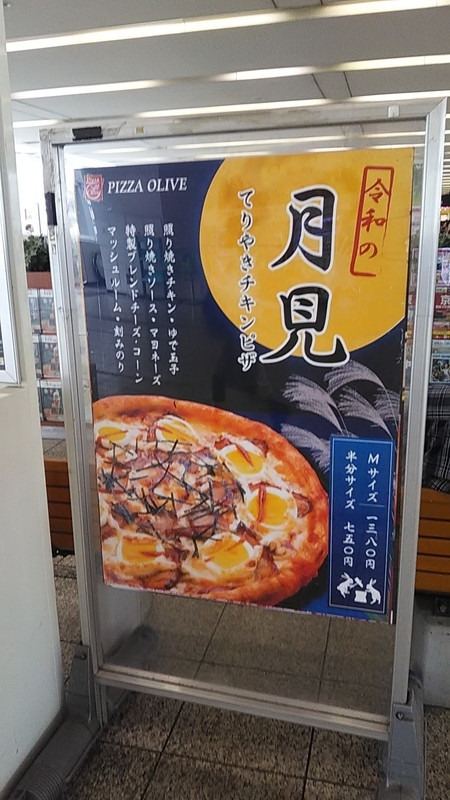 PIZZA OLIVE
令和の
月見
てりやきチキンピザ
照り焼きチキン・ゆで玉子
照り焼きソース・マヨネーズ
特製ブレンドチーズ・コーン
マッシュルーム・刻みのり
Mサイズ 一三八〇円
半分サイズ 七五〇円